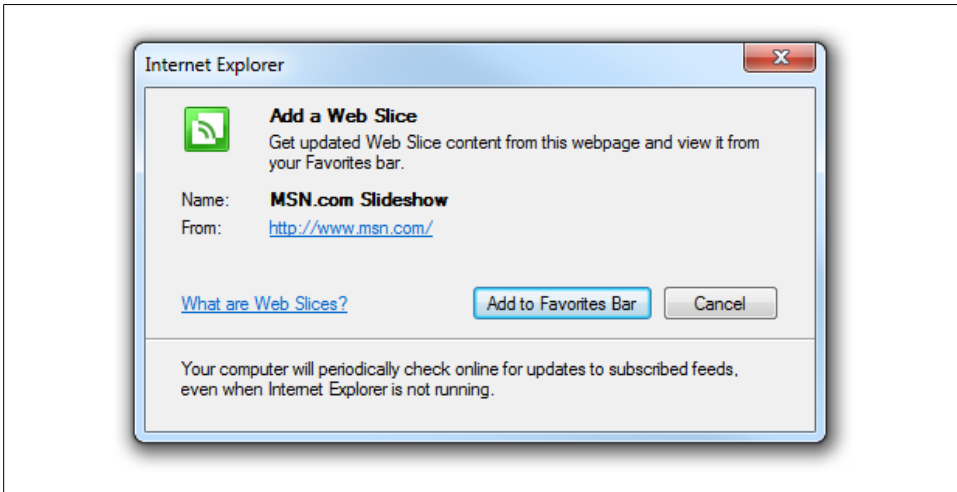 Internet Explorer
Add a Web Slice
Get updated Web Slice content from this webpage and view it from
your Favorites bar.
Name: MSN.com Slideshow
From: http://www.msn.com/
What are Web Slices? Add to Favorites Bar Cancel
Your computer will periodically check online for updates to subscribed feeds,
even when Internet Explorer is not running.